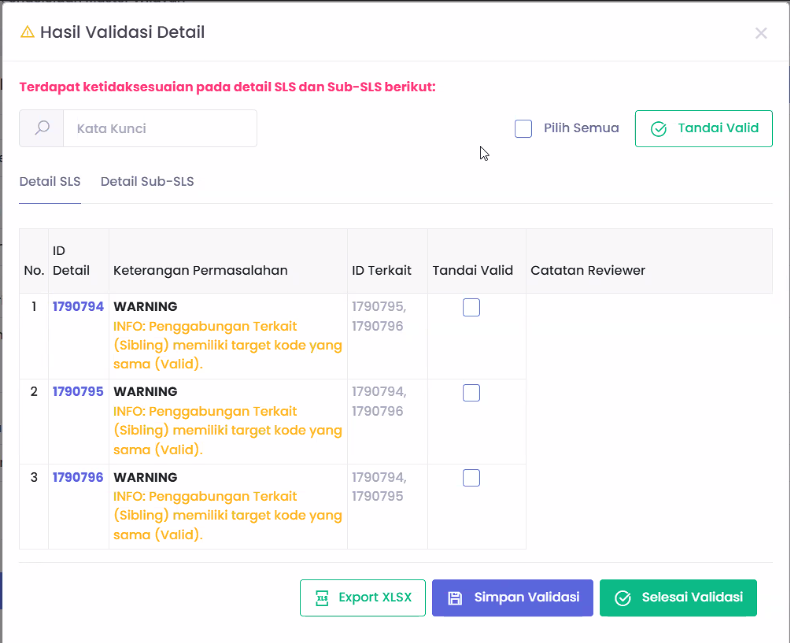 Hasil Validasi Detail
Terdapat ketidaksesuaian pada detail SLS dan Sub-SLS berikut:
Kata Kunci
Pilih Semua
Tandai Valid
Detail SLS Detail Sub-SLS
No. ID Detail Keterangan Permasalahan ID Terkait Tandai Valid Catatan Reviewer
1 1790794 WARNING 1790795,
INFO: Penggabungan Terkait 1790796
(Sibling) memiliki target kode yang
sama (Valid).
2 1790795 WARNING 1790794,
INFO: Penggabungan Terkait 1790796
(Sibling) memiliki target kode yang
sama (Valid).
3 1790796 WARNING 1790794,
INFO: Penggabungan Terkait 1790795
(Sibling) memiliki target kode yang
sama (Valid).
Export XLSX Simpan Validasi Selesai Validasi